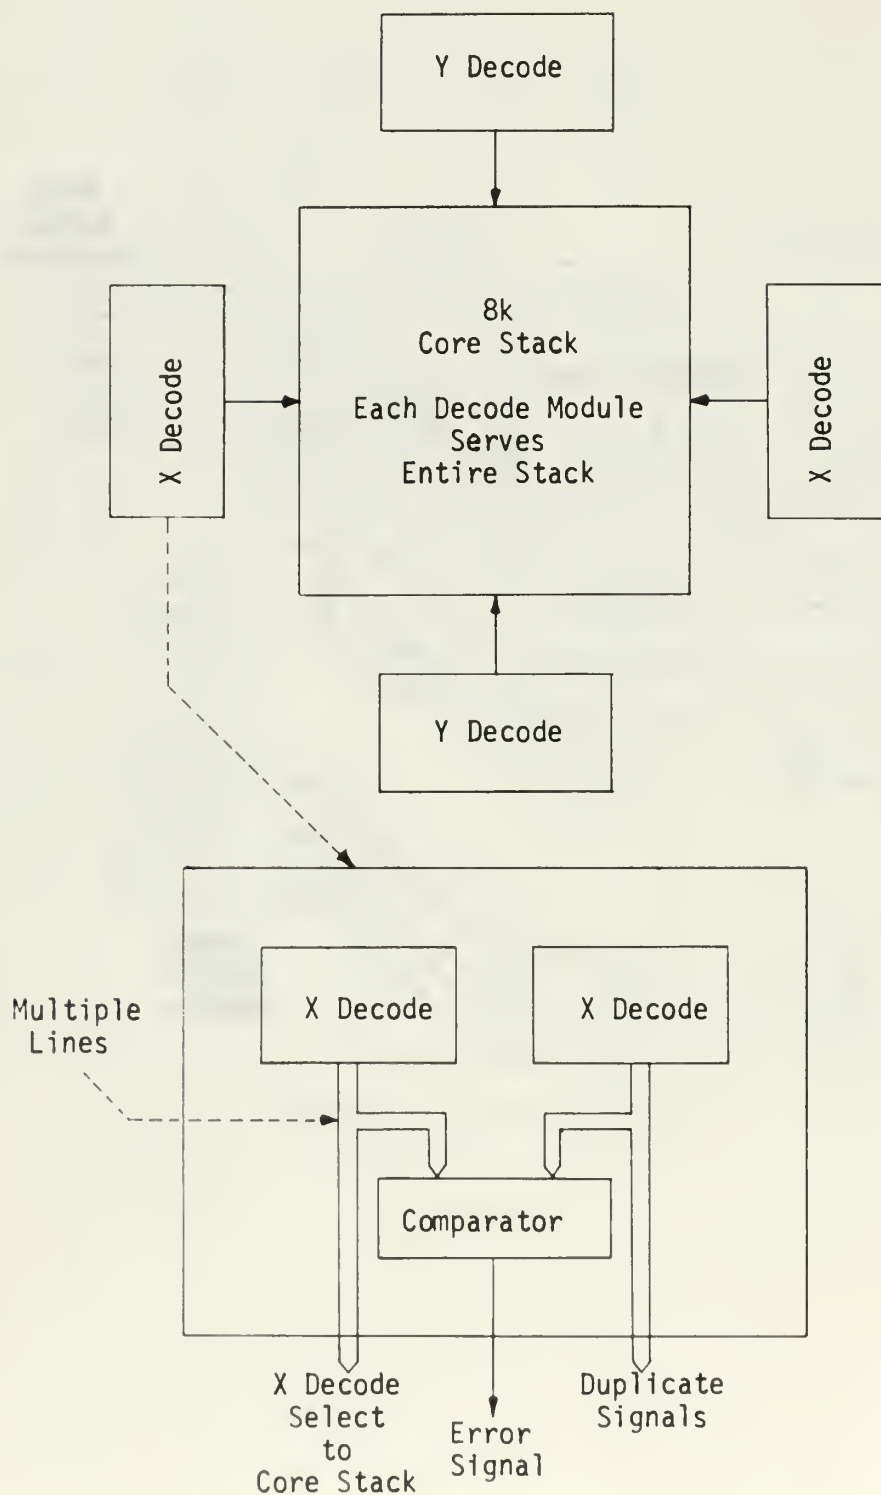 Y Decode
X Decode
8k
Core Stack
Each Decode Module
Serves
Entire Stack
X Decode
Y Decode
Multiple
Lines
X Decode
X Decode
Comparator
X Decode
Select
to
Core Stack
Error
Signal
Duplicate
Signals